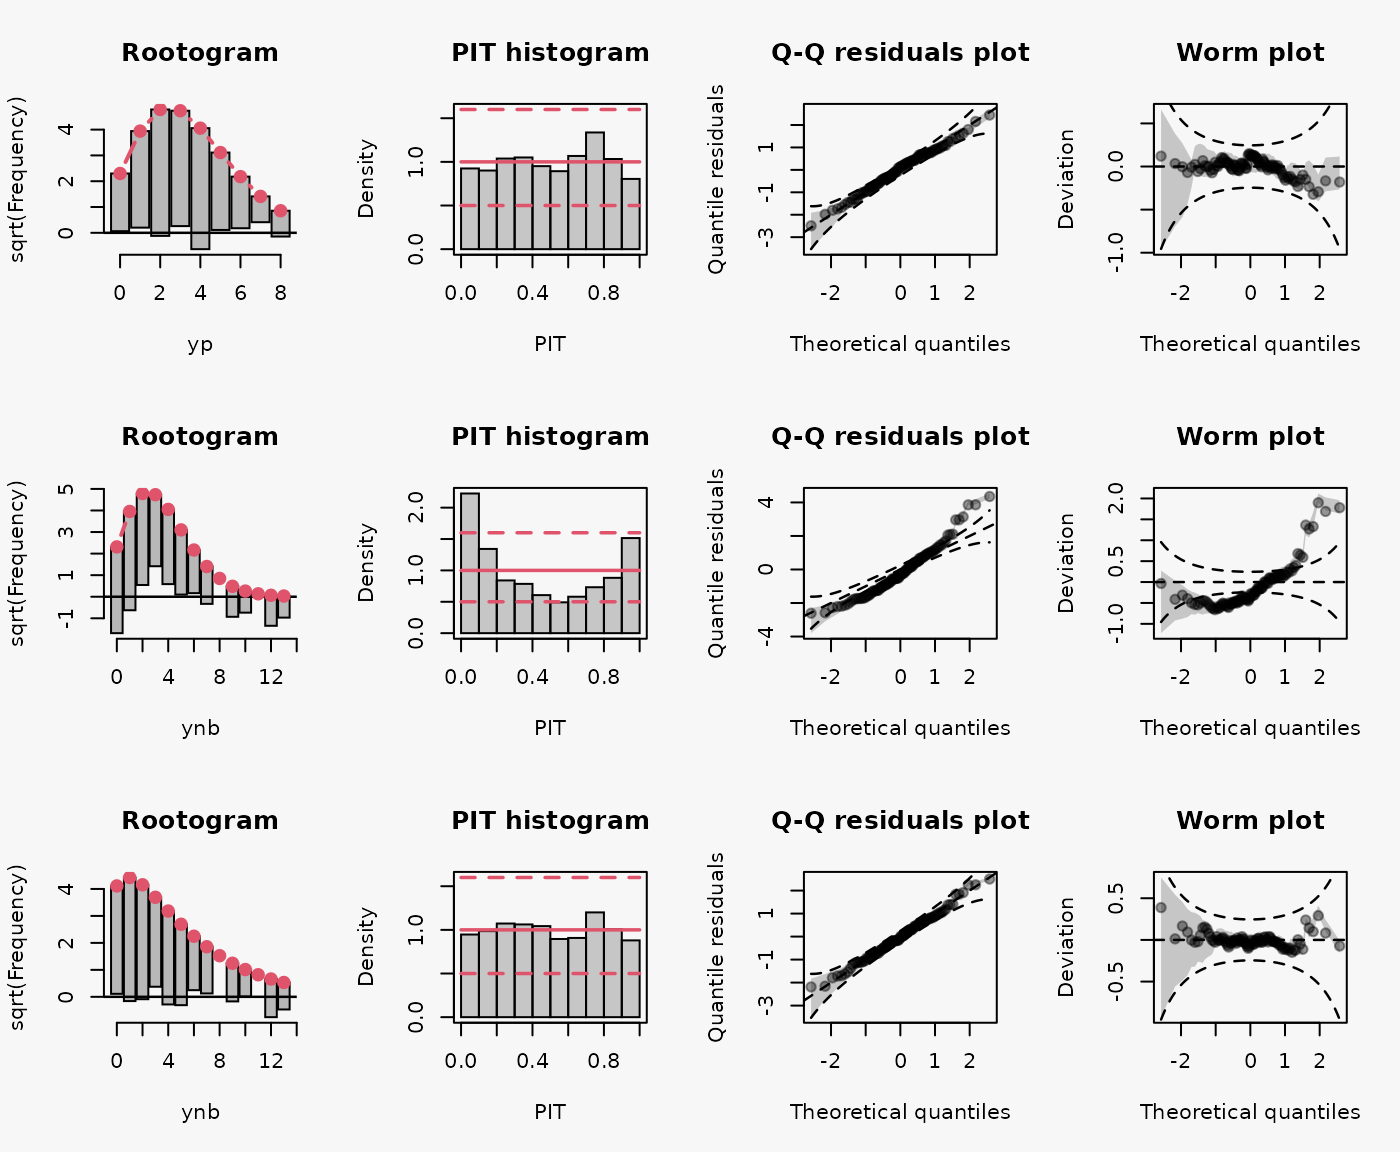 Rootogram PIT histogram Q-Q residuals plot Worm plot
sqrt(Frequency) 0 2 4 Density 0.0 1.0 Quantile residuals -3 -1 1 Deviation -1.0 0.0
0 2 4 6 8 0.0 0.4 0.8 -2 0 1 2 -2 0 1 2
yp PIT Theoretical quantiles Theoretical quantiles
Rootogram PIT histogram Q-Q residuals plot Worm plot
sqrt(Frequency) -1 1 3 5 Density 0.0 1.0 2.0 Quantile residuals -4 0 4 Deviation -1.0 0.5 2.0
0 4 8 12 0.0 0.4 0.8 -2 0 1 2 -2 0 1 2
ynb PIT Theoretical quantiles Theoretical quantiles
Rootogram PIT histogram Q-Q residuals plot Worm plot
sqrt(Frequency) 0 2 4 Density 0.0 1.0 Quantile residuals -3 -1 1 Deviation -0.5 0.5
0 4 8 12 0.0 0.4 0.8 -2 0 1 2 -2 0 1 2
ynb PIT Theoretical quantiles Theoretical quantiles